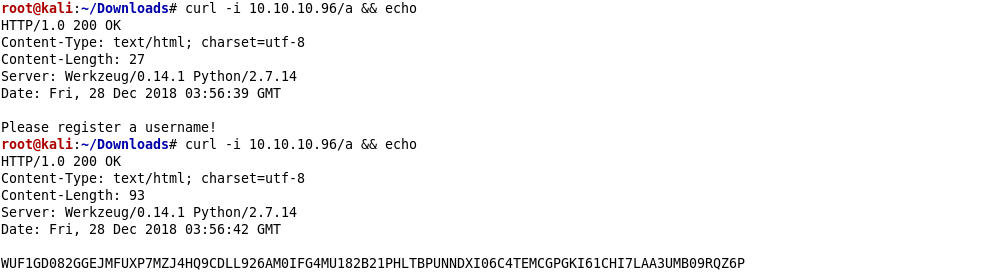 root@kali:~/Downloads# curl -i 10.10.10.96/a && echo
HTTP/1.0 200 OK
Content-Type: text/html; charset=utf-8
Content-Length: 27
Server: Werkzeug/0.14.1 Python/2.7.14
Date: Fri, 28 Dec 2018 03:56:39 GMT

Please register a username!
root@kali:~/Downloads# curl -i 10.10.10.96/a && echo
HTTP/1.0 200 OK
Content-Type: text/html; charset=utf-8
Content-Length: 93
Server: Werkzeug/0.14.1 Python/2.7.14
Date: Fri, 28 Dec 2018 03:56:42 GMT

WUF1GD082GGEJMFUXP7MZJ4HQ9CDLL926AM0IFG4MU182B21PHLTBPUNNDXI06C4TEMCGPGKI61CHI7LAA3UMB09RQZ6P